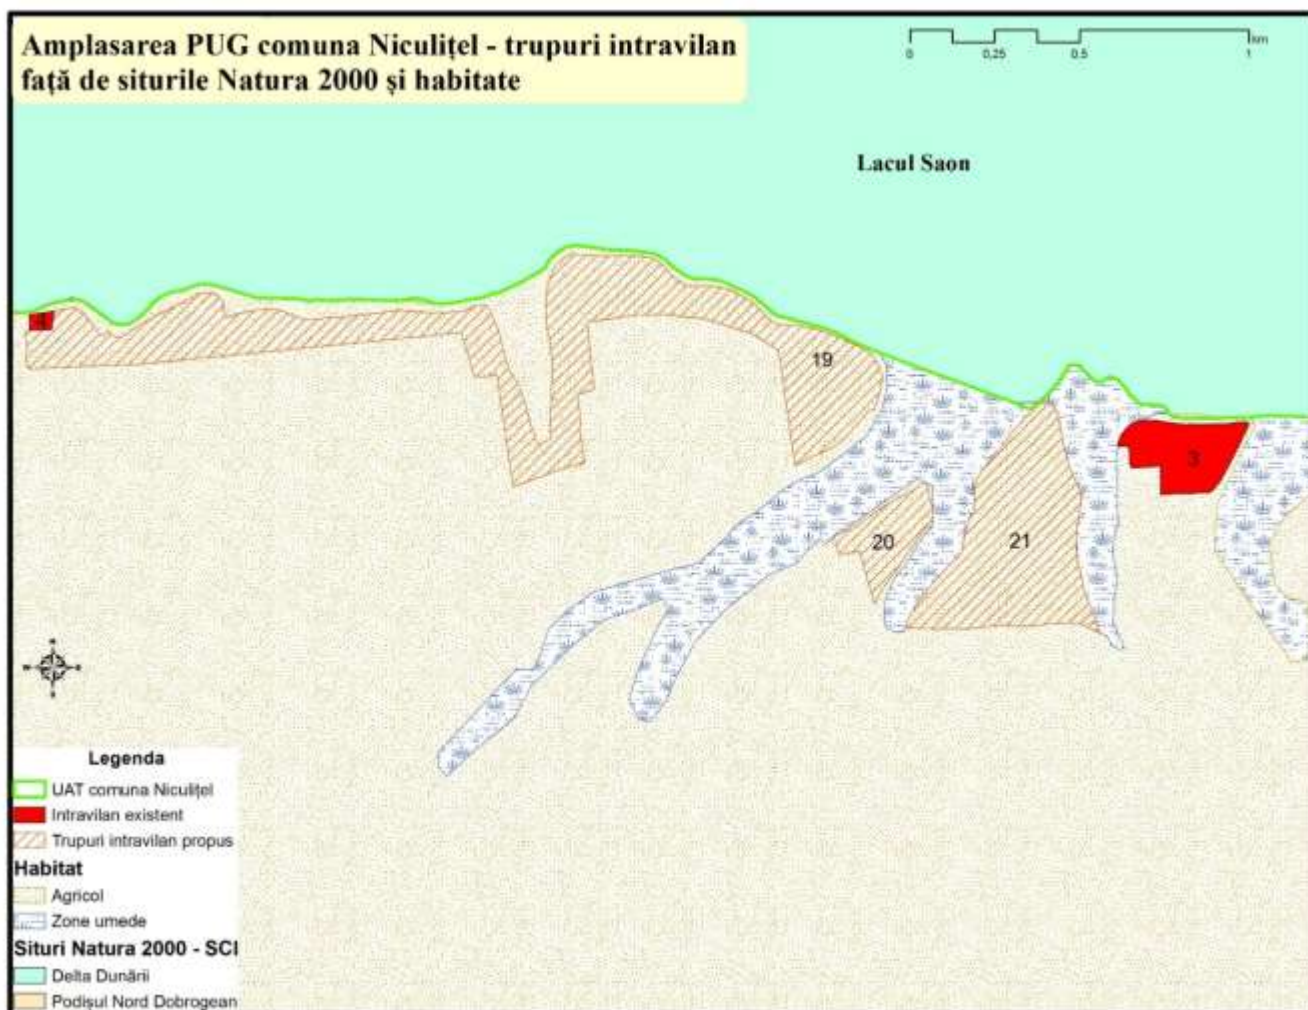 Amplasarea PUG comuna Niculițel - trupuri intravilan
față de siturile Natura 2000 și habitate
km
0 0,25 0,5 1
Lacul Saon
4
19
3
20
21
Legenda
UAT comuna Niculițel
Intravilan existent
Trupuri intravilan propus
Habitat
Agricol
Zone umede
Situri Natura 2000 - SCI
Delta Dunării
Podișul Nord Dobrogean